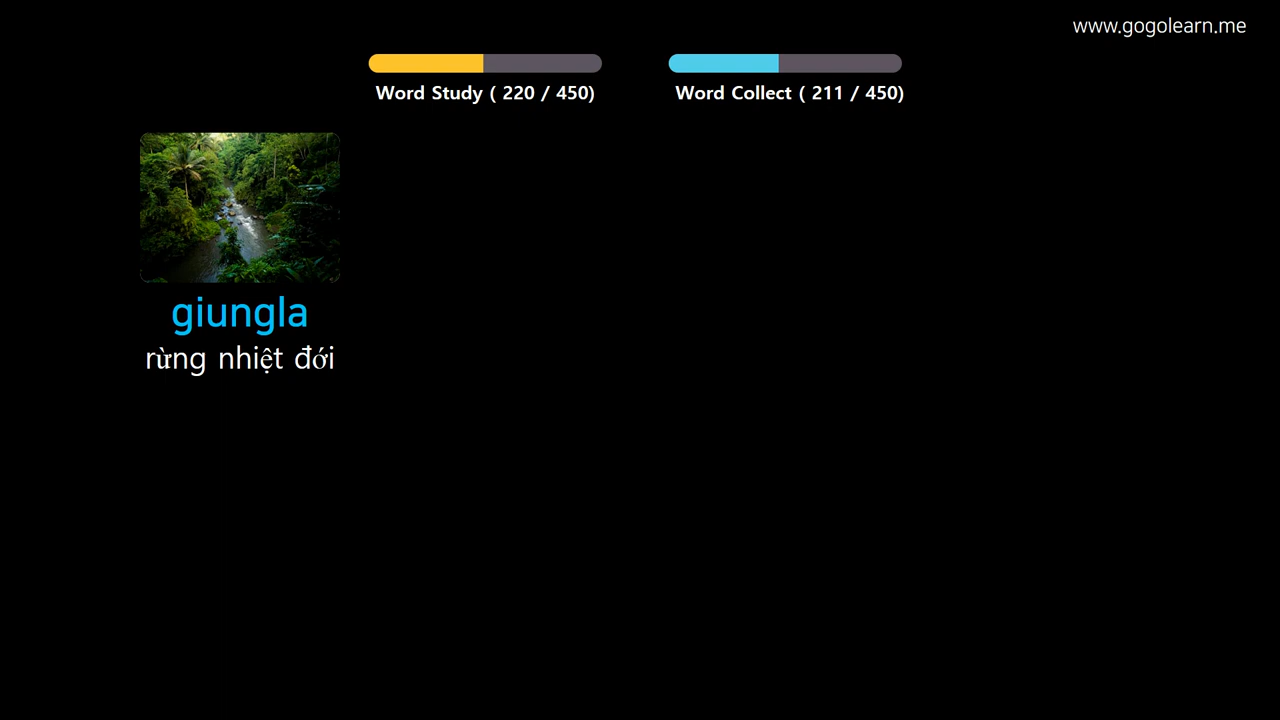 www.gogolearn.me
Word Study ( 220 / 450)
Word Collect ( 211 / 450)
giungla
rừng nhiệt đới